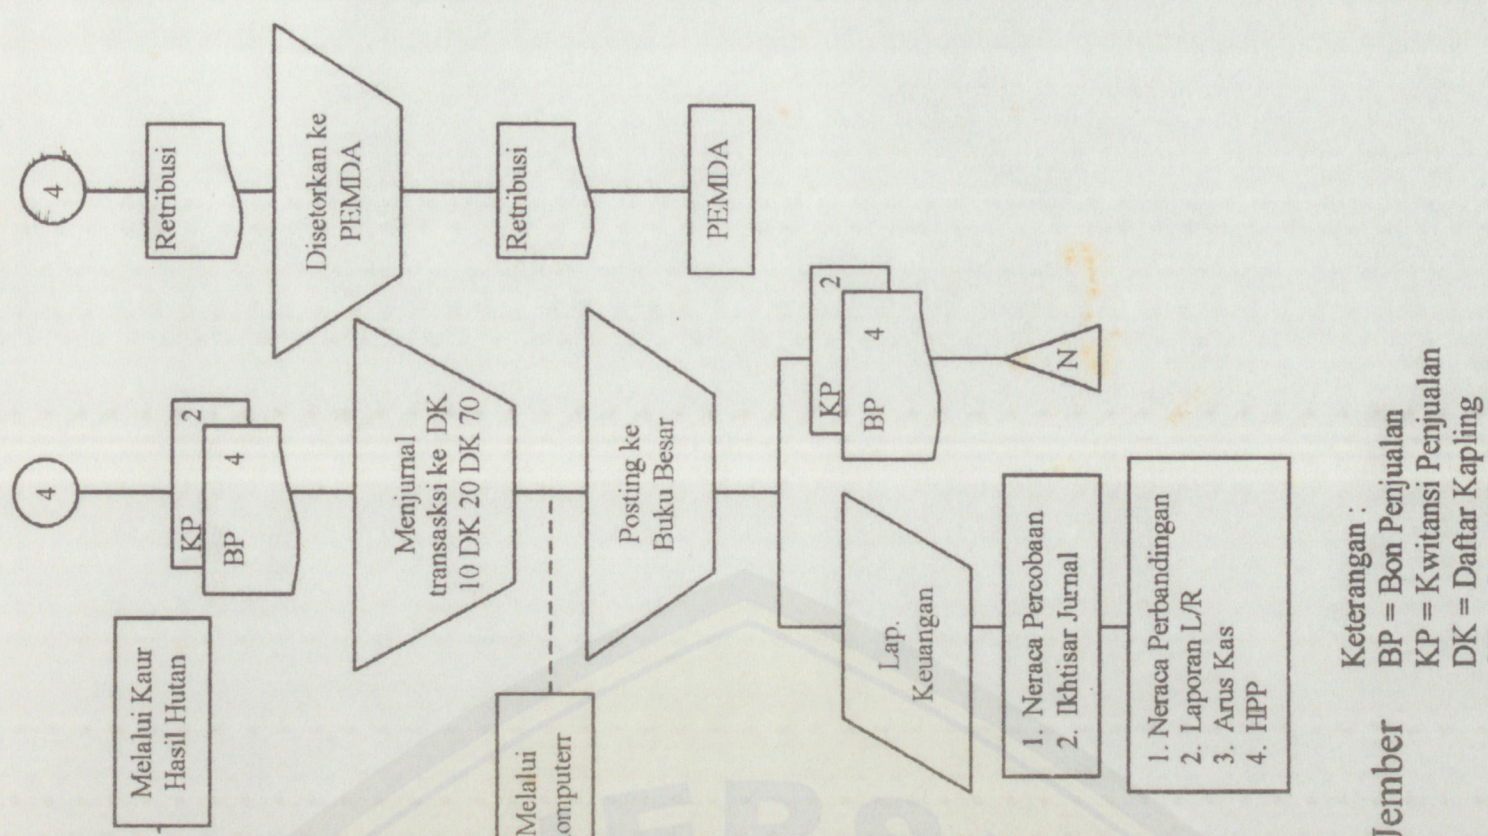 4
Retribusi
Disetorkan ke
PEMDA
Retribusi
PEMDA
Melalui Kaur
Hasil Hutan
4
KP 2
BP 4
Menjurnal
transaksi ke DK
10 DK 20 DK 70
Melalui
omputerr
Posting ke
Buku Besar
KP 2
BP 4
N
Lap.
Keuangan
1. Neraca Percobaan
2. Ikhtisar Jurnal
1. Neraca Perbandingan
2. Laporan L/R
3. Arus Kas
4. HPP
Jember
Keterangan :
BP = Bon Penjualan
KP = Kwitansi Penjualan
DK = Daftar Kapling